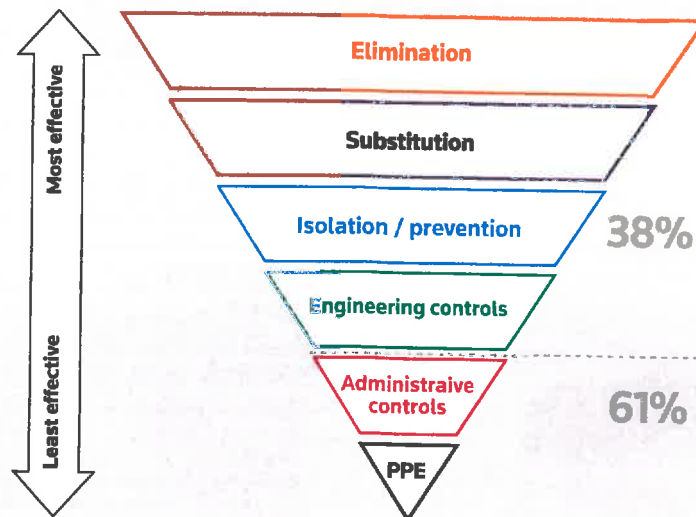 Most effective
Least effective
Elimination
Substitution
Isolation / prevention
38%
Engineering controls
Administraive
controls
61%
PPE